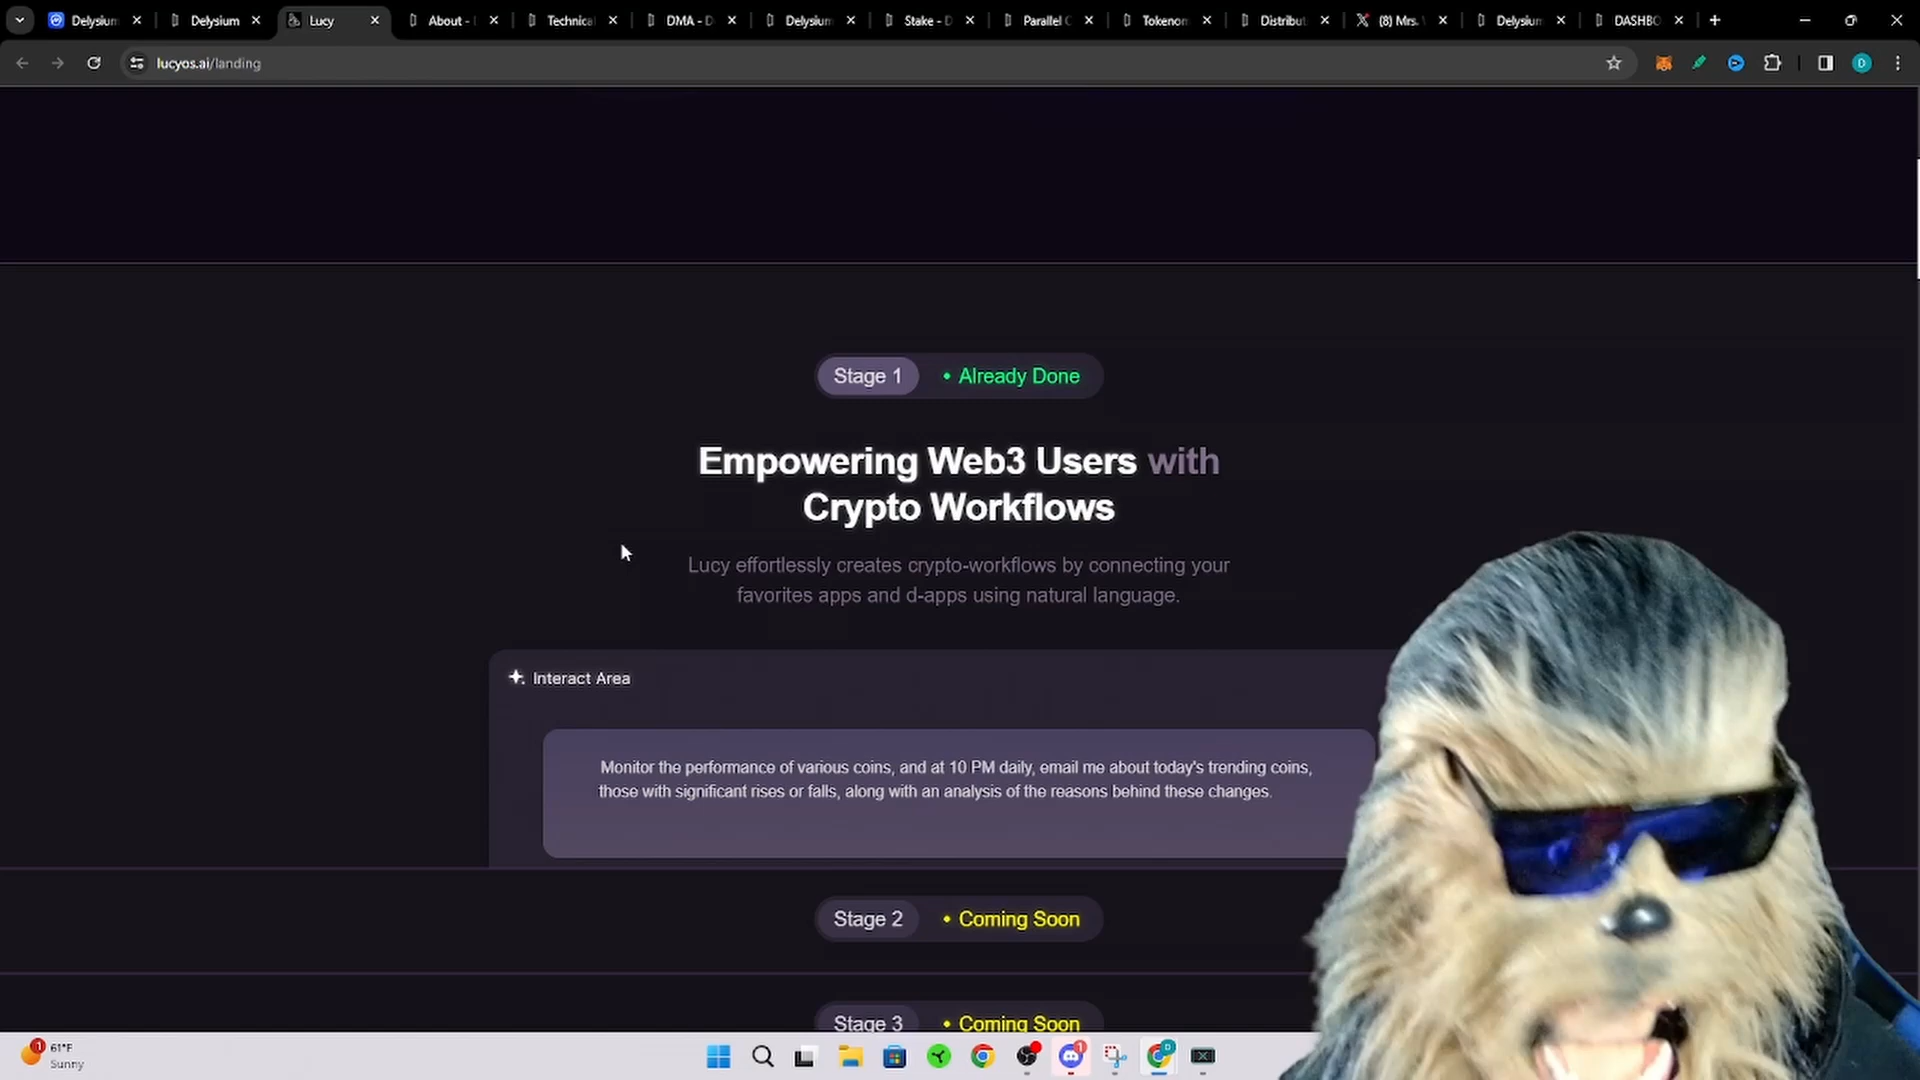 Delysium
Delysium
Lucy
About -
Technical
DMA - D
Delysium
Stake - D
Parallel C
Tokenom
Distribut
(8) Mrs.
Delysium
DASHBO
lucyos.ai/landing
D
Stage 1
• Already Done
Empowering Web3 Users with
Crypto Workflows
Lucy effortlessly creates crypto-workflows by connecting your
favorites apps and d-apps using natural language.
Interact Area
Monitor the performance of various coins, and at 10 PM daily, email me about today's trending coins,
those with significant rises or falls, along with an analysis of the reasons behind these changes.
Stage 2
• Coming Soon
Stage 3
• Coming Soon
1
61°F
Sunny
1
D